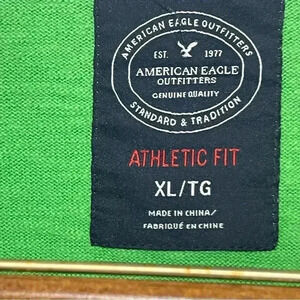 AMERICAN EAGLE OUTFITTERS
EST. 1977
AMERICAN EAGLE
OUTFITTERS
GENUINE QUALITY
STANDARD & TRADITION
ATHLETIC FIT
XL/TG
MADE IN CHINA/
FABRIQUÉ EN CHINE